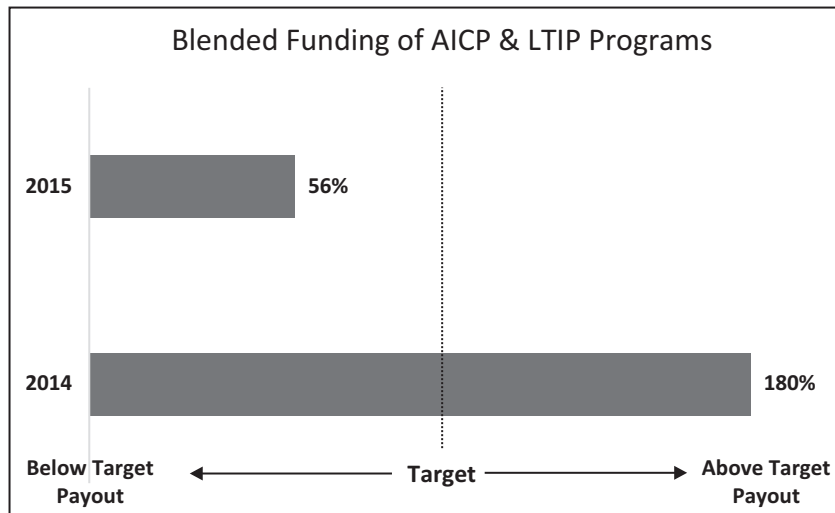 Blended Funding of AICP & LTIP Programs
2015
56%
2014
180%
Below Target
Payout
Target
Above Target
Payout